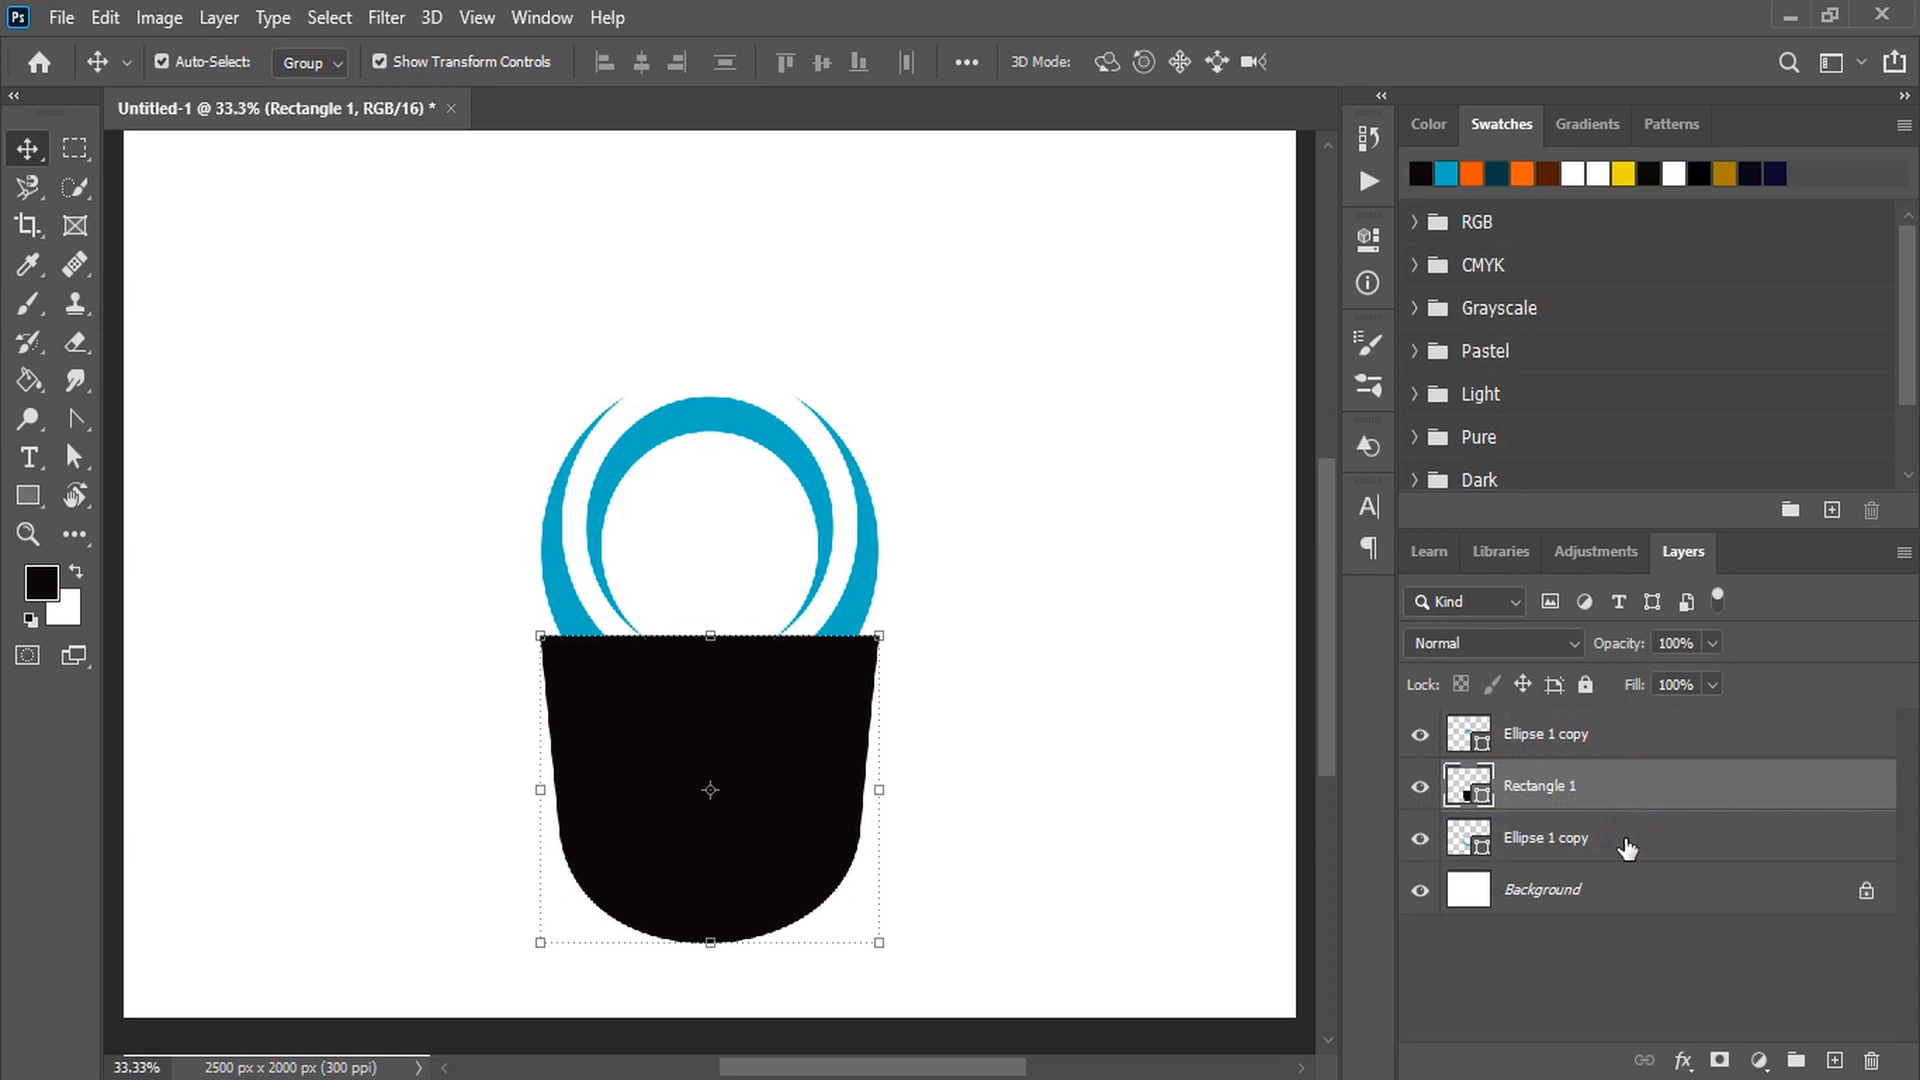 Ps File Edit Image Layer Type Select Filter 3D View Window Help
Auto-Select: Group Show Transform Controls 3D Mode:
Untitled-1 @ 33.3% (Rectangle 1, RGB/16) *
Color Swatches Gradients Patterns
RGB
CMYK
Grayscale
Pastel
Light
Pure
Dark
Learn Libraries Adjustments Layers
Kind
Normal Opacity: 100%
Lock: Fill: 100%
Ellipse 1 copy
Rectangle 1
Ellipse 1 copy
Background
33.33% 2500 px x 2000 px (300 ppi)